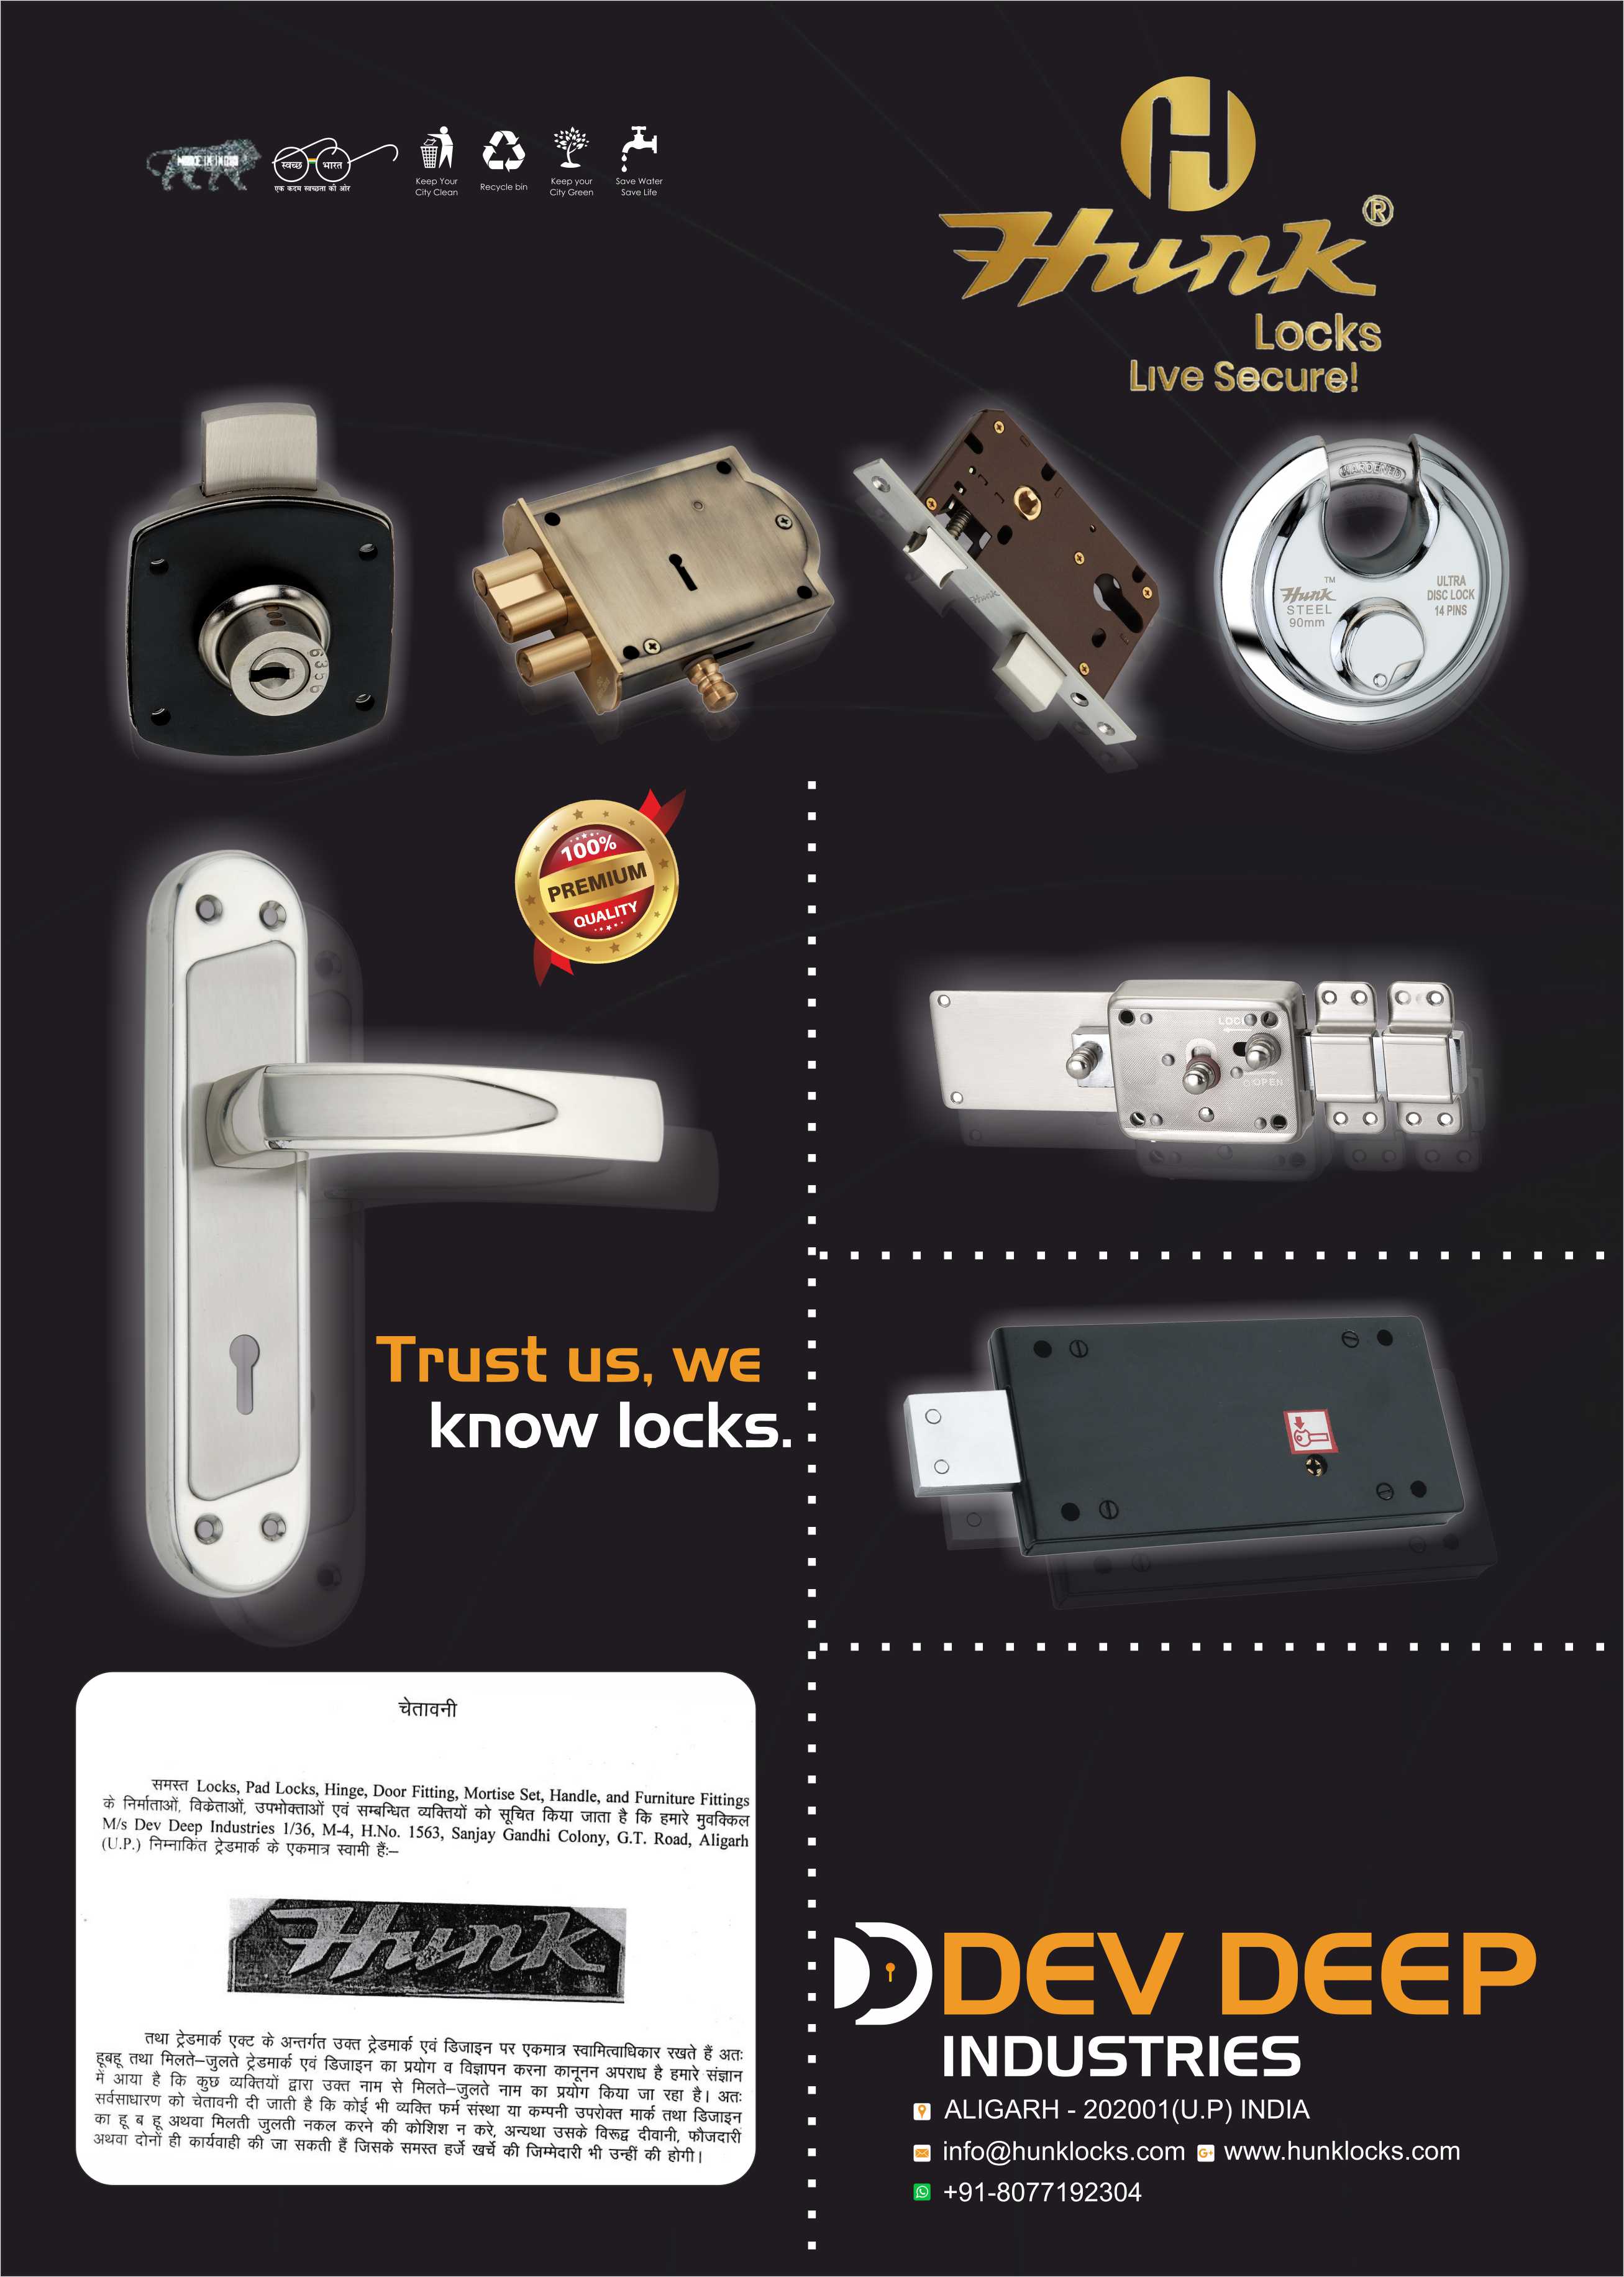 MAKE IN INDIA
स्वच्छ भारत
एक कदम स्वच्छता की ओर
Keep Your
City Clean
Recycle bin
Keep your
City Green
Save Water
Save Life
H
Hunk®
Locks
Live Secure!
6356
Hunk
HARDENED
Hunk™
STEEL
90mm
ULTRA
DISC LOCK
14 PINS
100%
PREMIUM
QUALITY
LOCK
OPEN
Trust us, we
know locks.
चेतावनी
समस्त Locks, Pad Locks, Hinge, Door Fitting, Mortise Set, Handle, and Furniture Fittings
के निर्माताओं, विक्रेताओं, उपभोक्ताओं एवं सम्बन्धित व्यक्तियों को सूचित किया जाता है कि हमारे मुवक्किल
M/s Dev Deep Industries 1/36, M-4, H.No. 1563, Sanjay Gandhi Colony, G.T. Road, Aligarh
(U.P.) निम्नाकिंत ट्रेडमार्क के एकमात्र स्वामी हैं:–
Hunk
तथा ट्रेडमार्क एक्ट के अन्तर्गत उक्त ट्रेडमार्क एवं डिजाइन पर एकमात्र स्वामित्वाधिकार रखते हैं अतः
हूबहू तथा मिलते–जुलते ट्रेडमार्क एवं डिजाइन का प्रयोग व विज्ञापन करना कानूनन अपराध है हमारे संज्ञान
में आया है कि कुछ व्यक्तियों द्वारा उक्त नाम से मिलते–जुलते नाम का प्रयोग किया जा रहा है। अतः
सर्वसाधारण को चेतावनी दी जाती है कि कोई भी व्यक्ति फर्म संस्था या कम्पनी उपरोक्त मार्क तथा डिजाइन
का हू ब हू अथवा मिलती जुलती नकल करने की कोशिश न करे, अन्यथा उसके विरूद्व दीवानी, फौजदारी
अथवा दोनों ही कार्यवाही की जा सकती हैं जिसके समस्त हर्जे खर्चे की जिम्मेदारी भी उन्हीं की होगी।
DEV DEEP
INDUSTRIES
ALIGARH - 202001(U.P) INDIA
info@hunklocks.com G+ www.hunklocks.com
+91-8077192304